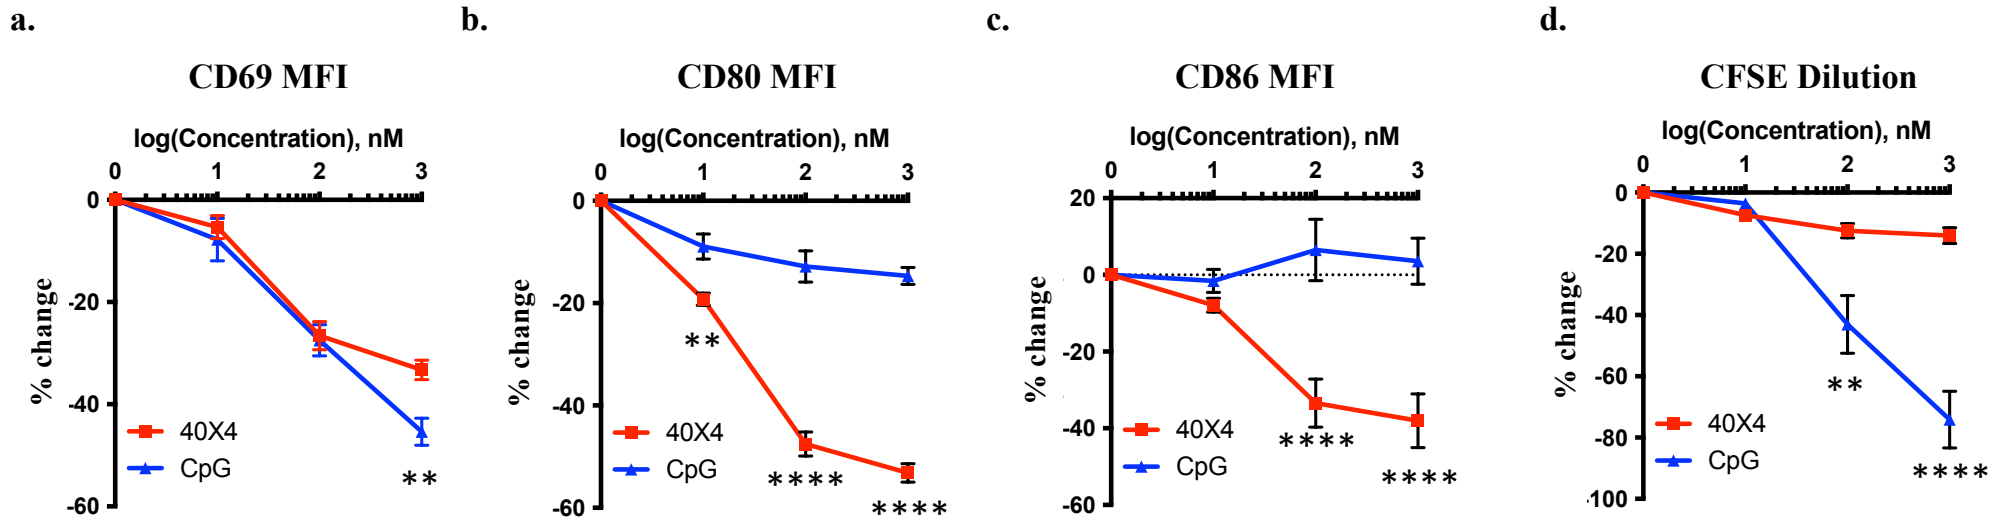 a.
CD69 MFI
log(Concentration), nM
0 1 2 3
0
-20
-40
-60
% change
40X4
CpG
**
b.
CD80 MFI
log(Concentration), nM
0 1 2 3
0
-20
-40
-60
% change
40X4
CpG
**
****
****
c.
CD86 MFI
log(Concentration), nM
0 1 2 3
20
0
-20
-40
-60
% change
40X4
CpG
****
****
d.
CFSE Dilution
log(Concentration), nM
0 1 2 3
0
-20
-40
-60
-80
-100
% change
40X4
CpG
**
****